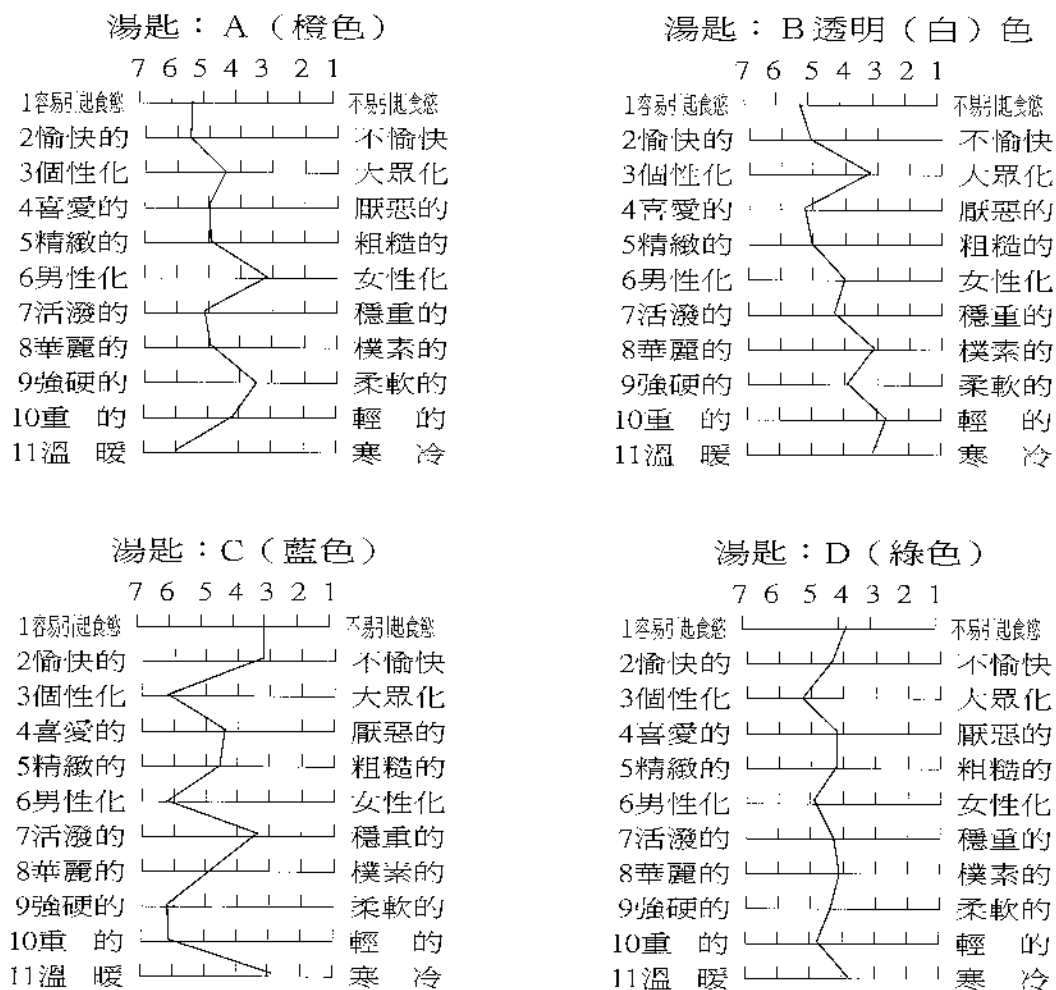 湯匙：A（橙色）
7 6 5 4 3 2 1
1容易引起食慾 不易引起食慾
2愉快的 不愉快
3個性化 大眾化
4喜愛的 厭惡的
5精緻的 粗糙的
6男性化 女性化
7活潑的 穩重的
8華麗的 樸素的
9強硬的 柔軟的
10重 的 輕 的
11溫 暖 寒 冷
湯匙：B透明（白）色
7 6 5 4 3 2 1
1容易引起食慾 不易引起食慾
2愉快的 不愉快
3個性化 大眾化
4喜愛的 厭惡的
5精緻的 粗糙的
6男性化 女性化
7活潑的 穩重的
8華麗的 樸素的
9強硬的 柔軟的
10重 的 輕 的
11溫 暖 寒 冷
湯匙：C（藍色）
7 6 5 4 3 2 1
1容易引起食慾 不易引起食慾
2愉快的 不愉快
3個性化 大眾化
4喜愛的 厭惡的
5精緻的 粗糙的
6男性化 女性化
7活潑的 穩重的
8華麗的 樸素的
9強硬的 柔軟的
10重 的 輕 的
11溫 暖 寒 冷
湯匙：D（綠色）
7 6 5 4 3 2 1
1容易引起食慾 不易引起食慾
2愉快的 不愉快
3個性化 大眾化
4喜愛的 厭惡的
5精緻的 粗糙的
6男性化 女性化
7活潑的 穩重的
8華麗的 樸素的
9強硬的 柔軟的
10重 的 輕 的
11溫 暖 寒 冷